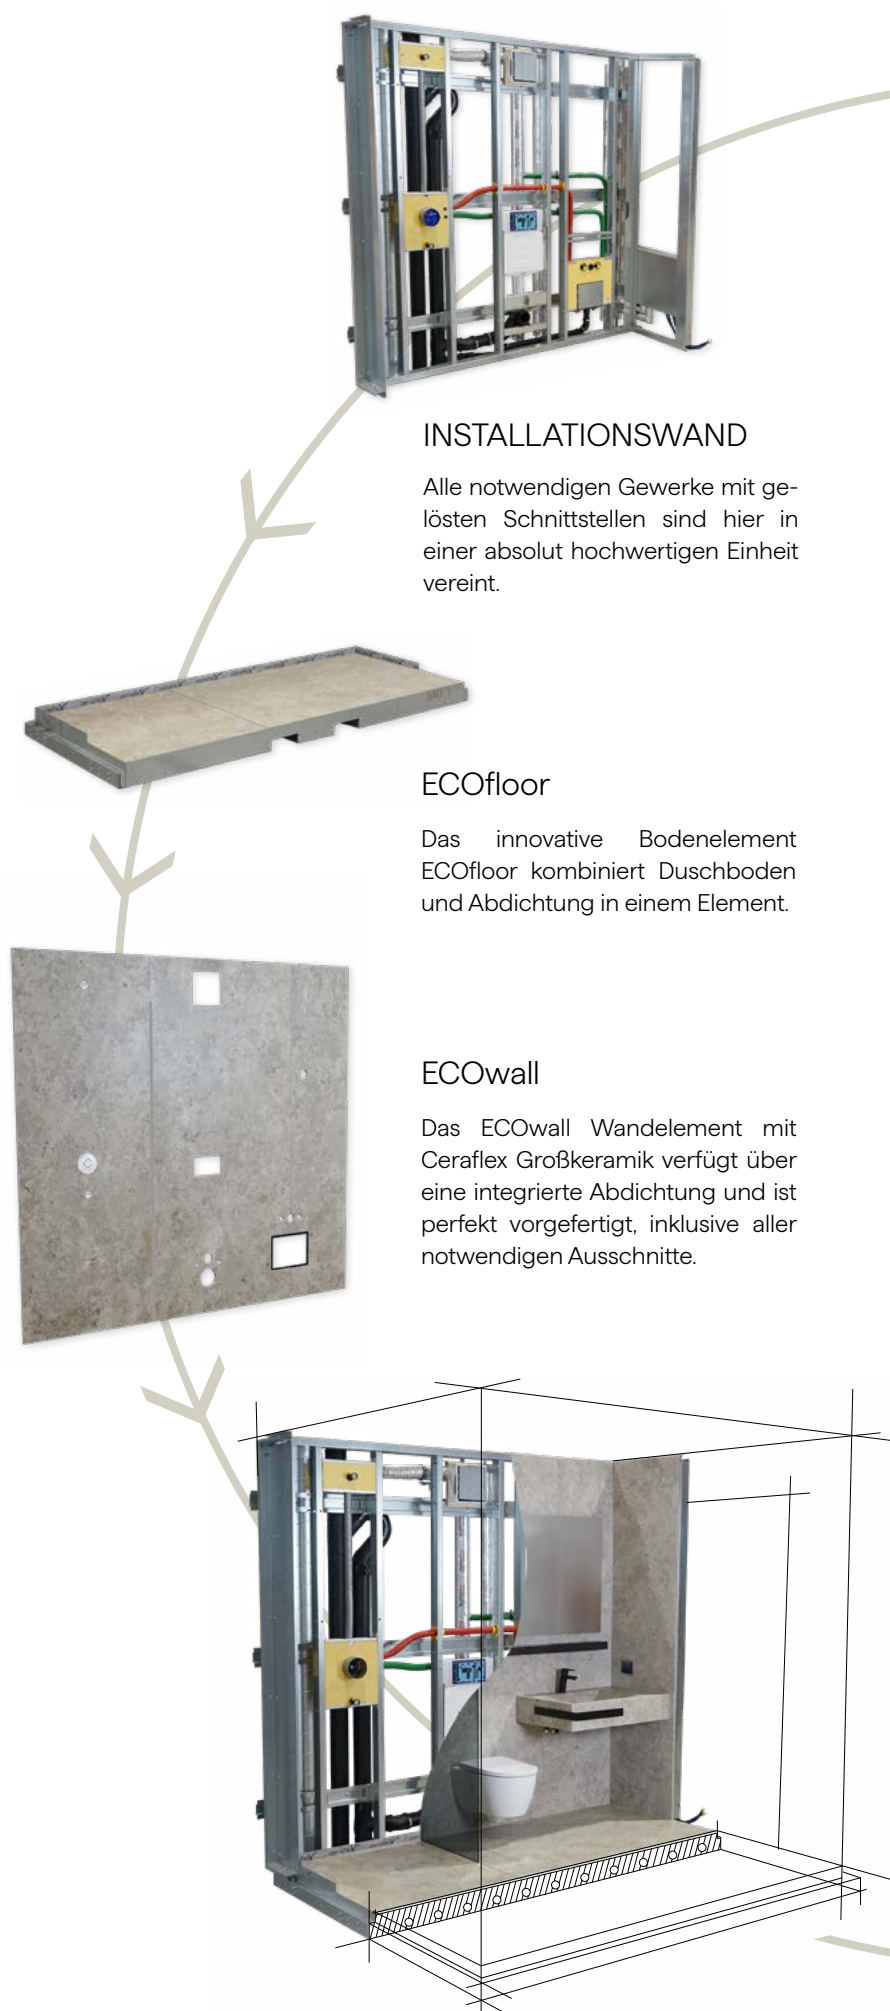 INSTALLATIONSWAND
Alle notwendigen Gewerke mit ge-
lösten Schnittstellen sind hier in
einer absolut hochwertigen Einheit
vereint.
ECOfloor
Das innovative Bodenelement
ECOfloor kombiniert Duschboden
und Abdichtung in einem Element.
ECOwall
Das ECOwall Wandelement mit
Ceraflex Großkeramik verfügt über
eine integrierte Abdichtung und ist
perfekt vorgefertigt, inklusive aller
notwendigen Ausschnitte.